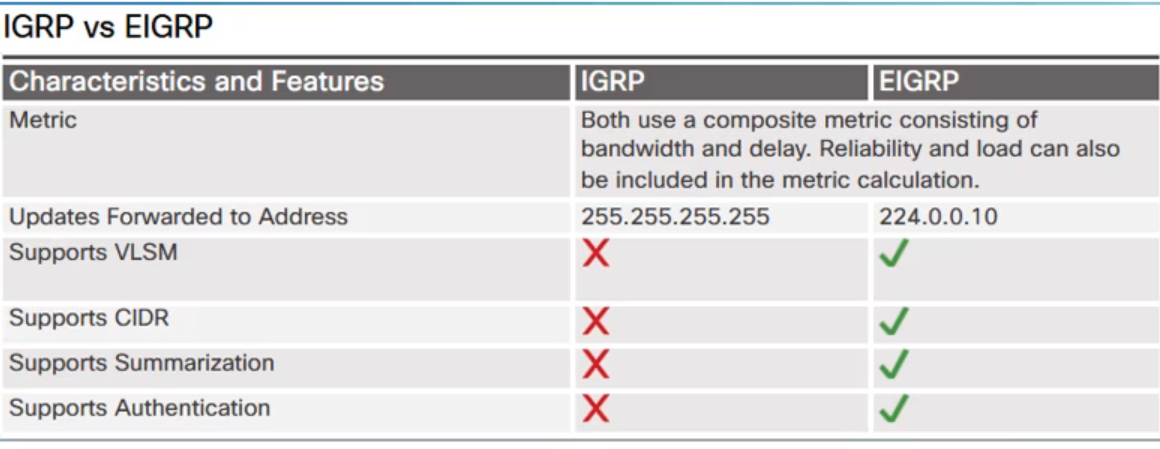 IGRP vs EIGRP
Characteristics and Features IGRP EIGRP
Metric Both use a composite metric consisting of
bandwidth and delay. Reliability and load can also
be included in the metric calculation.
Updates Forwarded to Address 255.255.255.255 224.0.0.10
Supports VLSM
Supports CIDR
Supports Summarization
Supports Authentication